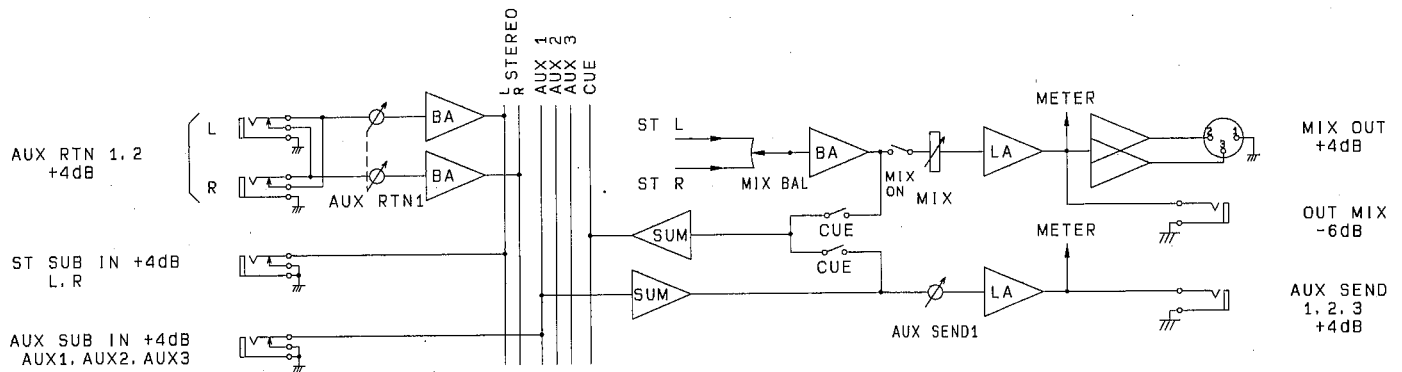 AUX RTN 1,2
+4dB
L
R
AUX RTN1
BA
BA
L STEREO
R
AUX 1
AUX 2
AUX 3
CUE
ST SUB IN +4dB
L,R
AUX SUB IN +4dB
AUX1, AUX2, AUX3
ST L
ST R
MIX BAL
BA
MIX
ON
MIX
LA
METER
2
1
3
MIX OUT
+4dB
OUT MIX
-6dB
SUM
CUE
CUE
SUM
AUX SEND1
LA
METER
AUX SEND
1,2,3
+4dB